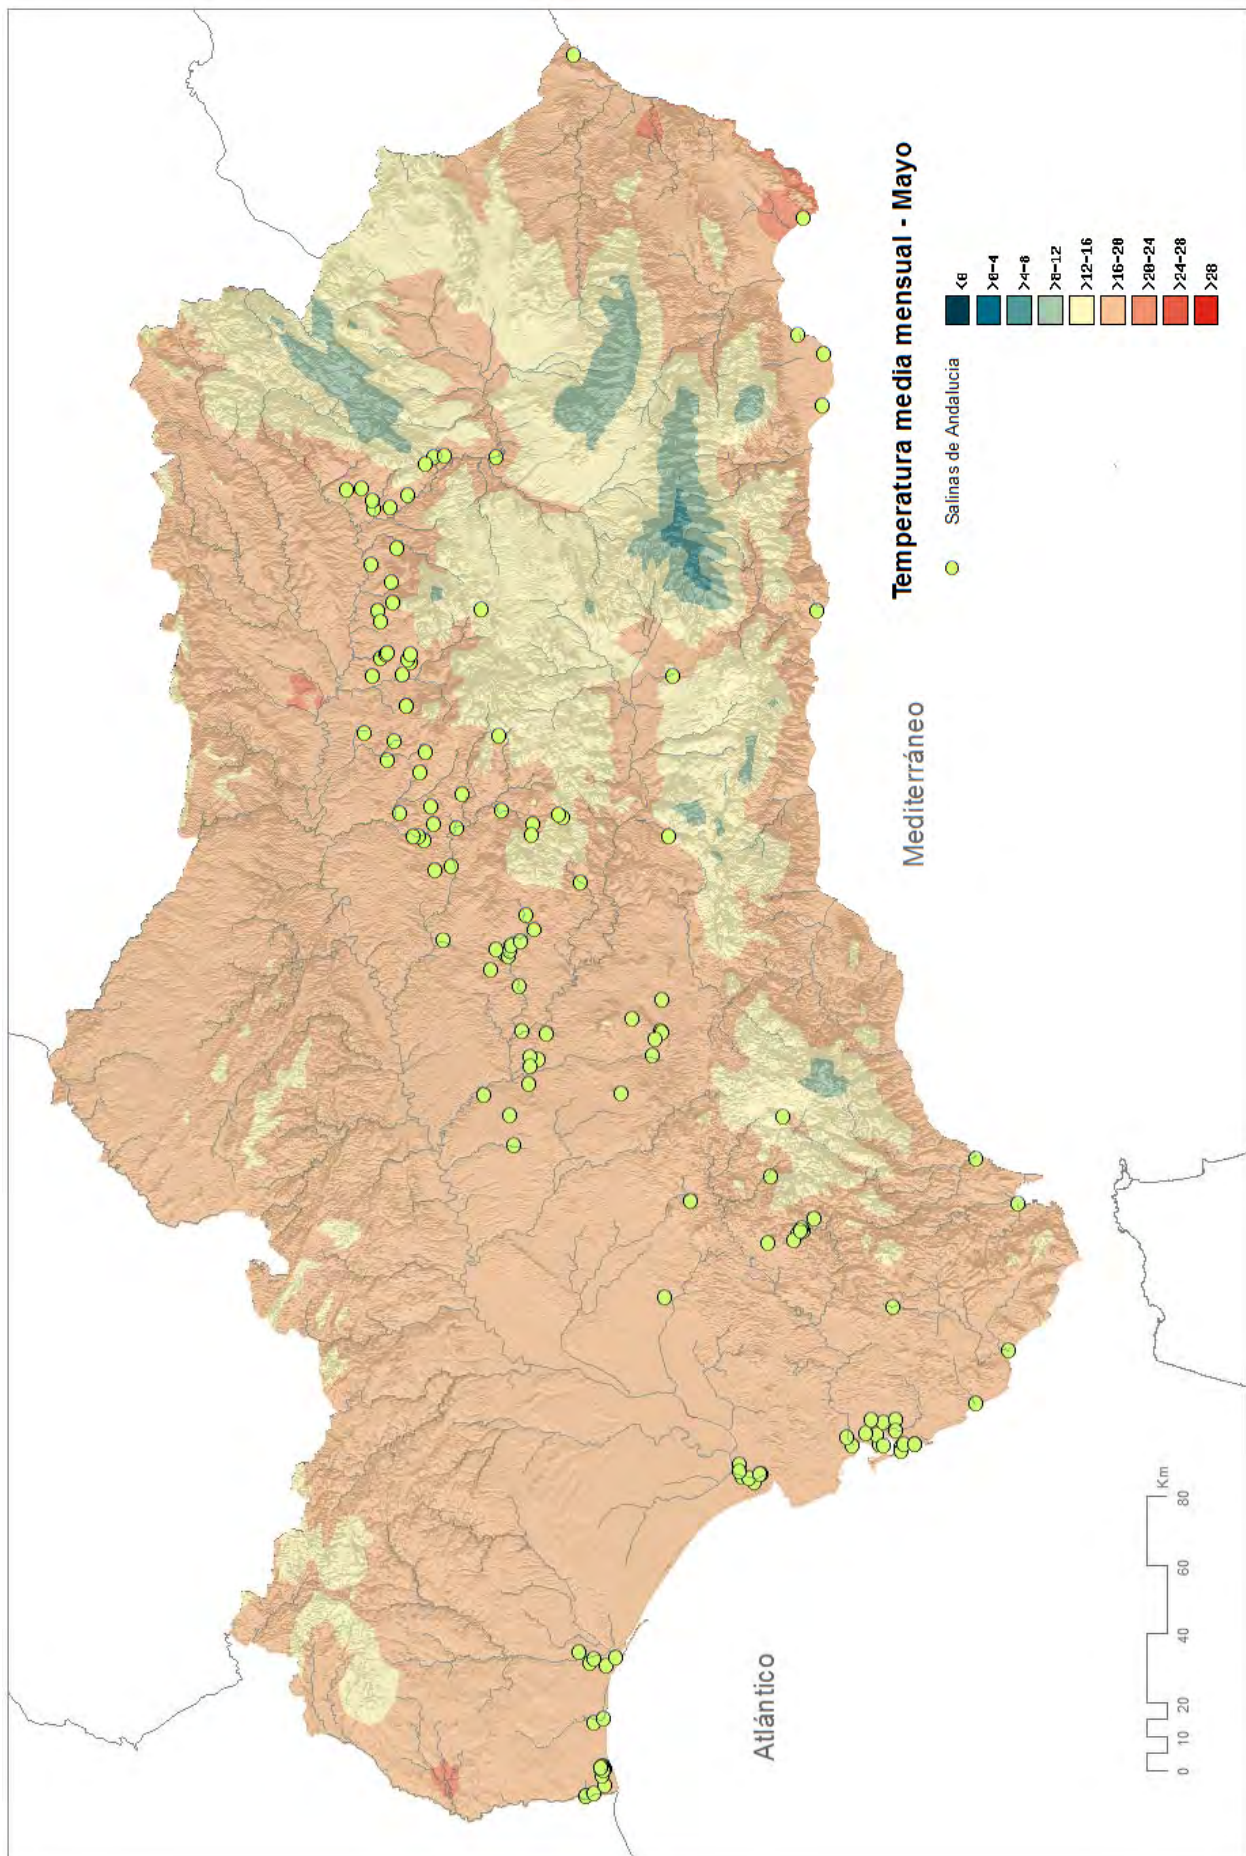 Temperatura media mensual - Mayo
Salinas de Andalucia
<0
>0-4
>4-8
>8-12
>12-16
>16-20
>20-24
>24-28
>28
Mediterráneo
Atlántico
0 10 20 40 60 80
Km